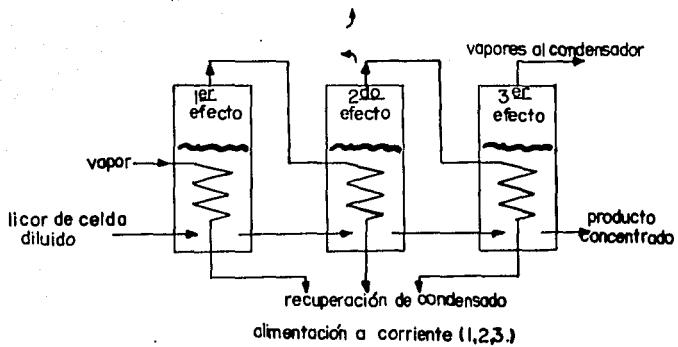 vapores al condensador
1er
efecto
2do
efecto
3er
efecto
vapor
licor de celda
diluido
producto
concentrado
recuperación de condensado
alimentación a corriente (1,2,3.)